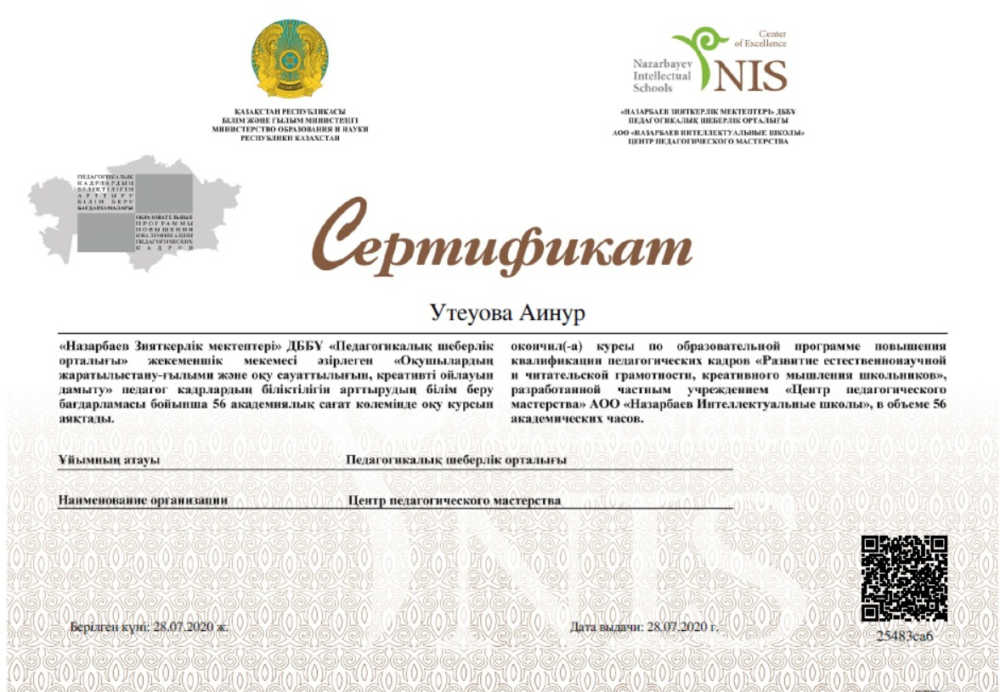 ҚАЗАҚСТАН РЕСПУБЛИКАСЫ
БІЛІМ ЖӘНЕ ҒЫЛЫМ МИНИСТРЛІГІ
МИНИСТЕРСТВО ОБРАЗОВАНИЯ И НАУКИ
РЕСПУБЛИКИ КАЗАХСТАН
Center
of Excellence
Nazarbayev
Intellectual
Schools
NIS
«НАЗАРБАЕВ ЗИЯТКЕРЛІК МЕКТЕПТЕРІ» ДББҰ
ПЕДАГОГИКАЛЫҚ ШЕБЕРЛІК ОРТАЛЫҒЫ
АОО «НАЗАРБАЕВ ИНТЕЛЛЕКТУАЛЬНЫЕ ШКОЛЫ»
ЦЕНТР ПЕДАГОГИЧЕСКОГО МАСТЕРСТВА
ПЕДАГОГИКАЛЫҚ
КАДРЛАРДЫҢ
БІЛІКТІЛІГІН
АРТТЫРУ
БІЛІМ БЕРУ
БАҒДАРЛАМАЛАРЫ
ОБРАЗОВАТЕЛЬНЫЕ
ПРОГРАММЫ
ПОВЫШЕНИЯ
КВАЛИФИКАЦИИ
ПЕДАГОГИЧЕСКИХ
КАДРОВ
Сертификат
Утеуова Аинур
«Назарбаев Зияткерлік мектептері» ДББҰ «Педагогикалық шеберлік
орталығы» жекеменшік мекемесі әзірлеген «Оқушылардың
жаратылыстану-ғылыми және оқу сауаттылығын, креативті ойлауын
дамыту» педагог кадрлардың біліктілігін арттырудың білім беру
бағдарламасы бойынша 56 академиялық сағат көлемінде оқу курсын
аяқтады.
окончил(-а) курсы по образовательной программе повышения
квалификации педагогических кадров «Развитие естественнонаучной
и читательской грамотности, креативного мышления школьников»,
разработанной частным учреждением «Центр педагогического
мастерства» АОО «Назарбаев Интеллектуальные школы», в объеме 56
академических часов.
Ұйымның атауы Педагогикалық шеберлік орталығы
Наименование организации Центр педагогического мастерства
Берілген күні: 28.07.2020 ж.
Дата выдачи: 28.07.2020 г.
25483ca6